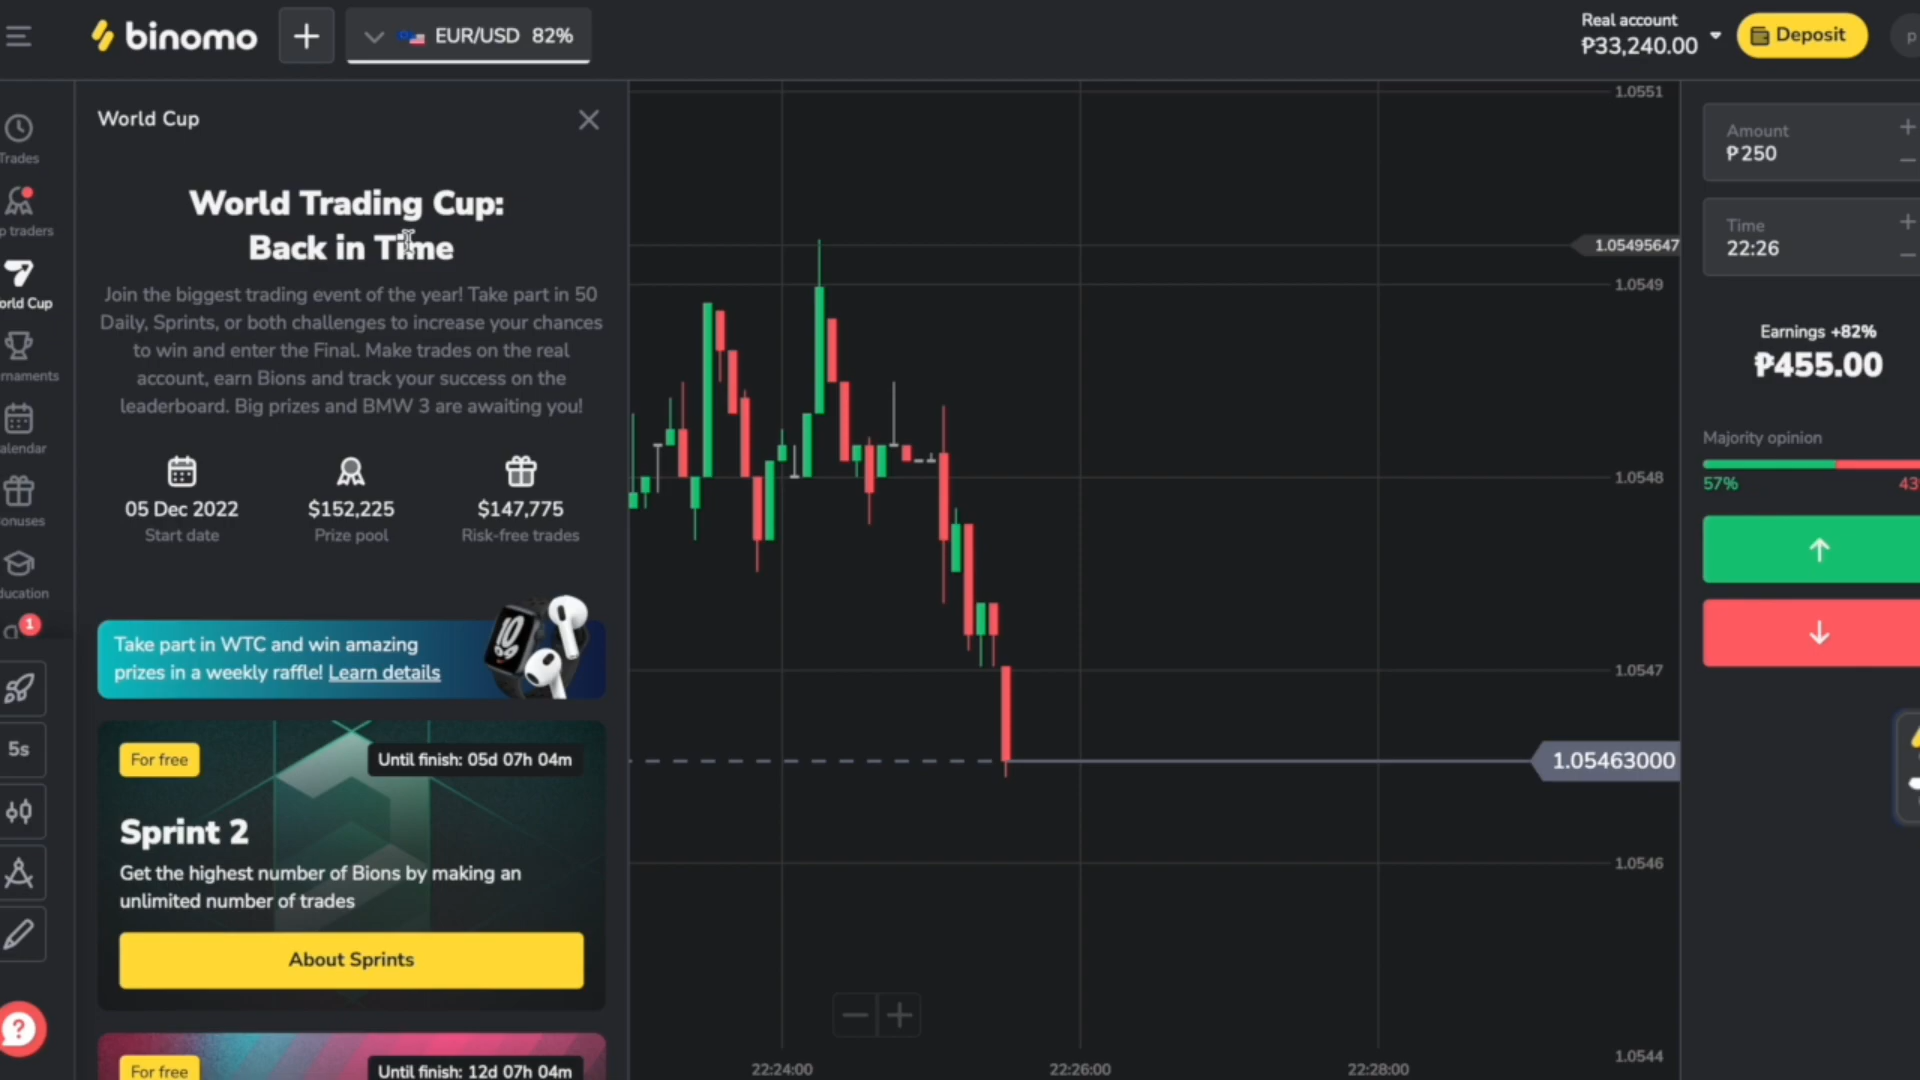 binomo
EUR/USD 82%
Real account
₱33,240.00
Deposit
p
Trades
p traders
orld Cup
rnaments
alendar
onuses
ducation
1
5s
?
World Cup
World Trading Cup:
Back in Time
Join the biggest trading event of the year! Take part in 50
Daily, Sprints, or both challenges to increase your chances
to win and enter the Final. Make trades on the real
account, earn Bions and track your success on the
leaderboard. Big prizes and BMW 3 are awaiting you!
05 Dec 2022
Start date
$152,225
Prize pool
$147,775
Risk-free trades
Take part in WTC and win amazing
prizes in a weekly raffle! Learn details
10
For free
Until finish: 05d 07h 04m
Sprint 2
Get the highest number of Bions by making an
unlimited number of trades
About Sprints
For free
Until finish: 12d 07h 04m
1.0551
1.05495647
1.0549
1.0548
1.0547
1.05463000
1.0546
1.0544
22:24:00
22:26:00
22:28:00
Amount
₱250
Time
22:26
Earnings +82%
₱455.00
Majority opinion
57%
43